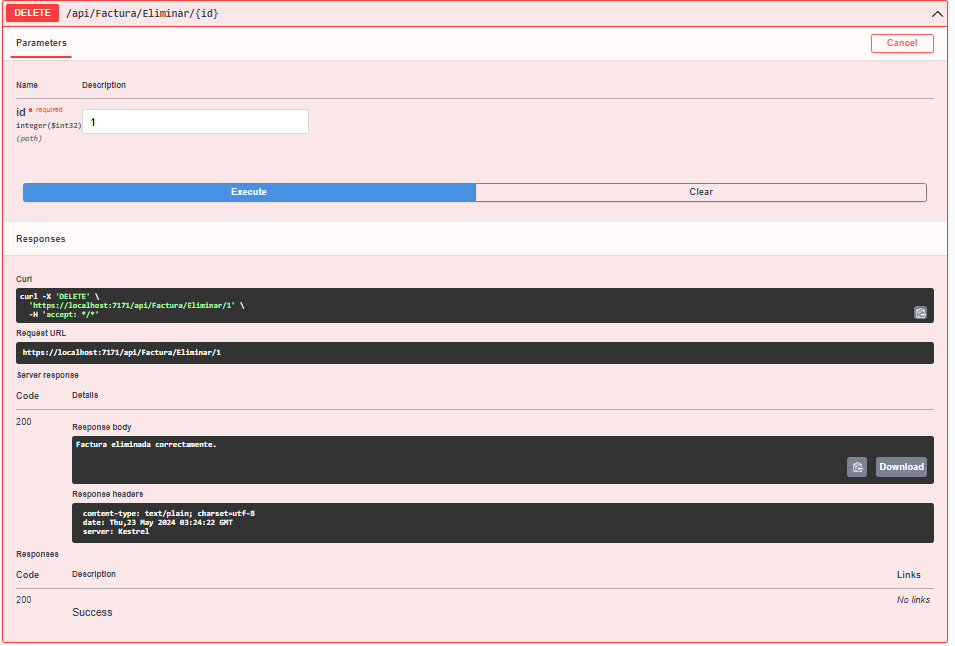 DELETE /api/Factura/Eliminar/{id}
Parameters
Cancel
Name Description
id * required
integer($int32)
(path)
1
Execute Clear
Responses
Curl
curl -X 'DELETE' \
'https://localhost:7171/api/Factura/Eliminar/1' \
-H 'accept: */*'
Request URL
https://localhost:7171/api/Factura/Eliminar/1
Server response
Code Details
200
Response body
Factura eliminada correctamente.
Download
Response headers
content-type: text/plain; charset=utf-8
date: Thu,23 May 2024 03:24:22 GMT
server: Kestrel
Responses
Code Description Links
200 No links
Success